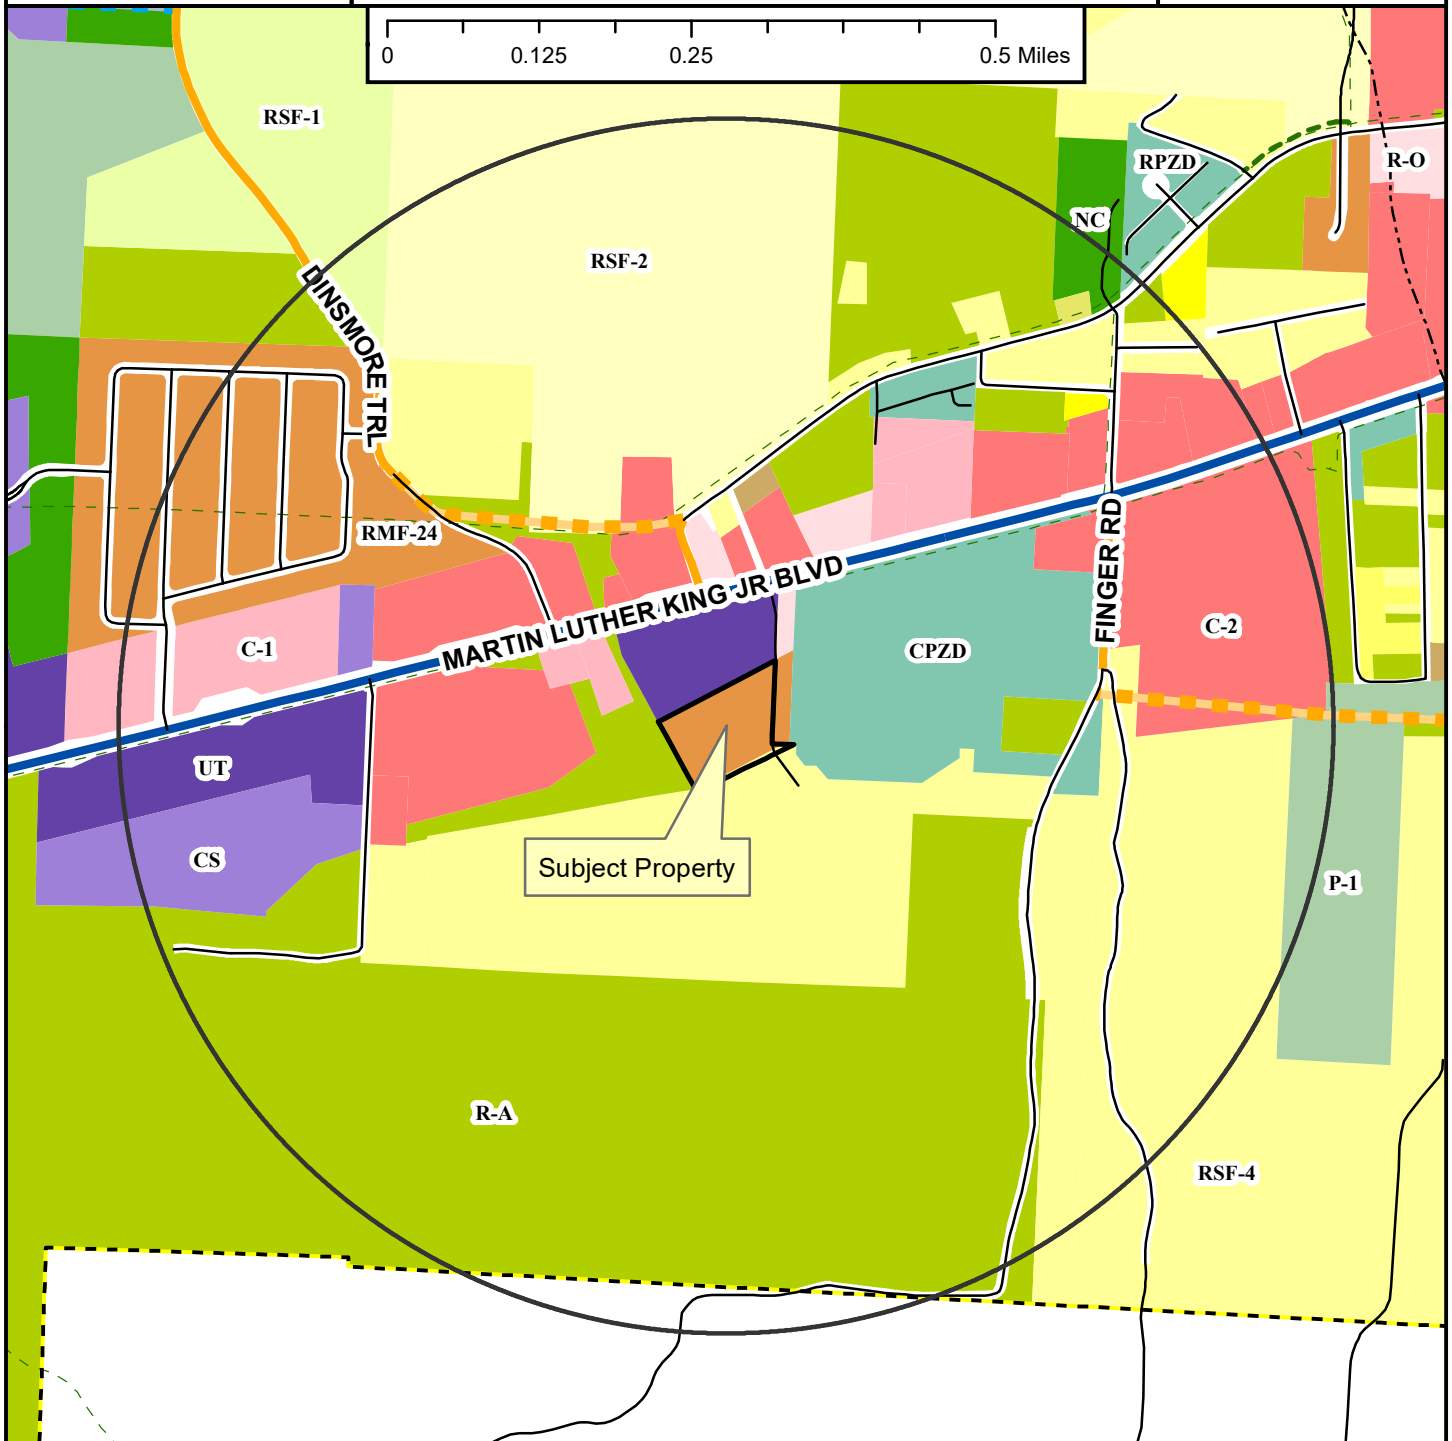 0 0.125 0.25 0.5 Miles
RSF-1
RPZD
R-O
NC
RSF-2
DINSMORE TRL
RMF-24
FINGER RD
MARTIN LUTHER KING JR BLVD
C-1
CPZD
C-2
UT
CS
Subject Property
P-1
R-A
RSF-4